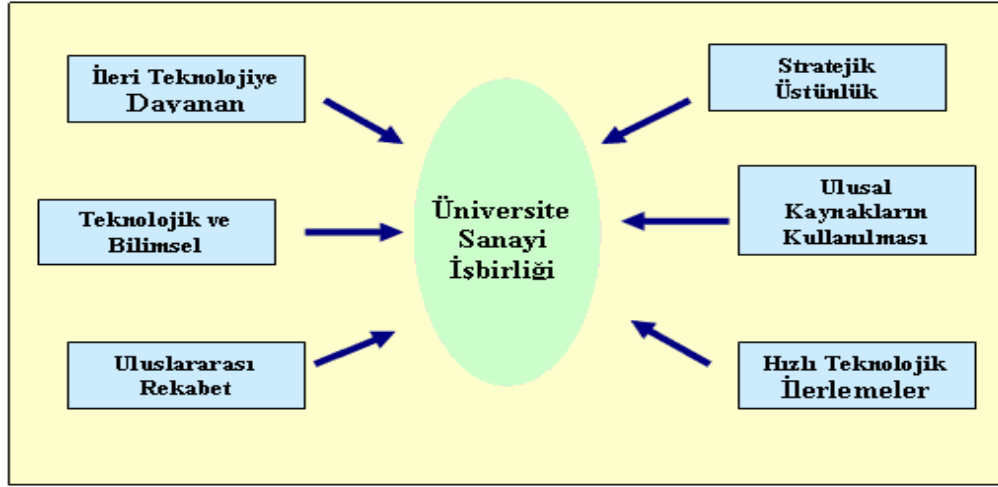 İleri Teknolojiye
Dayanan
Teknolojik ve
Bilimsel
Uluslararası
Rekabet
Üniversite
Sanayi
İşbirliği
Stratejik
Üstünlük
Ulusal
Kaynakların
Kullanılması
Hızlı Teknolojik
İlerlemeler